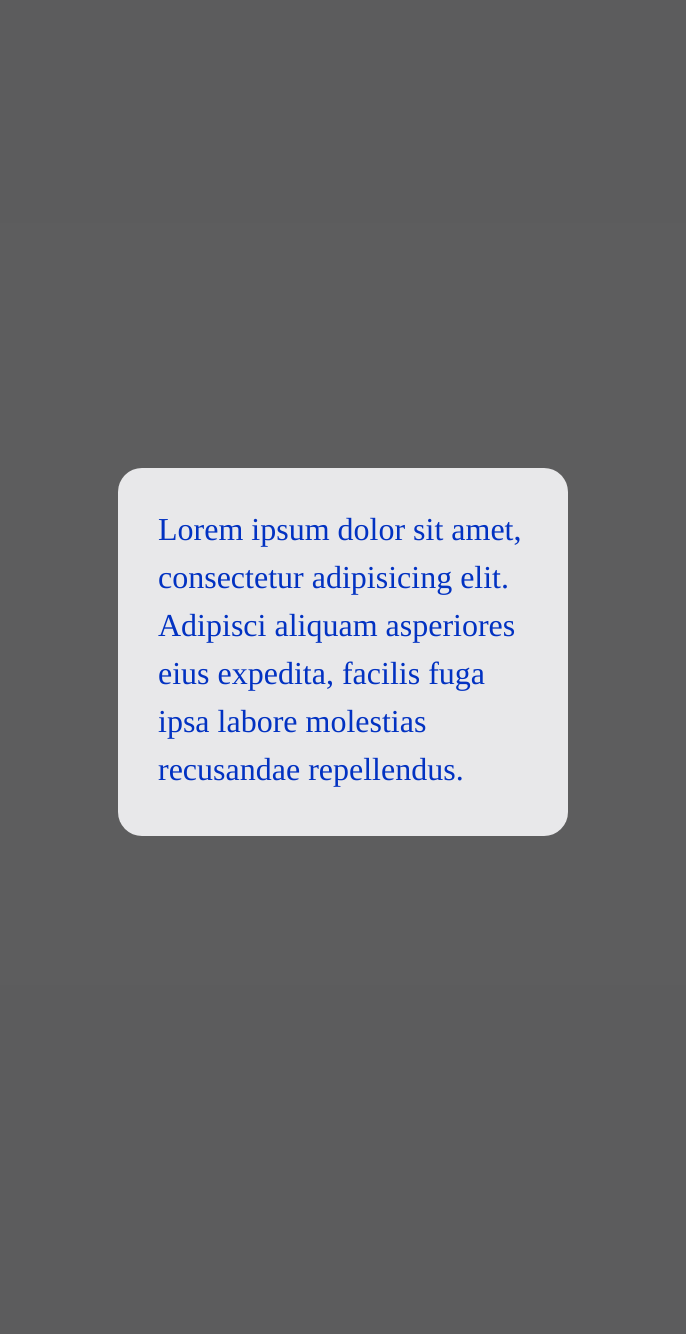 Lorem ipsum dolor sit amet,
consectetur adipisicing elit.
Adipisci aliquam asperiores
eius expedita, facilis fuga
ipsa labore molestias
recusandae repellendus.